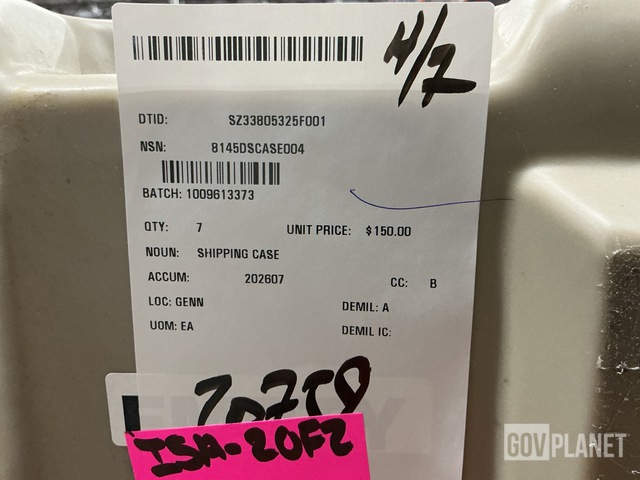 4/7
DTID: SZ33805325F001
NSN: 8145DSCASE004
BATCH: 1009613373
QTY: 7 UNIT PRICE: $150.00
NOUN: SHIPPING CASE
ACCUM: 202607 CC: B
LOC: GENN DEMIL: A
UOM: EA DEMIL IC:
ISA-20F2
GOVPLANET